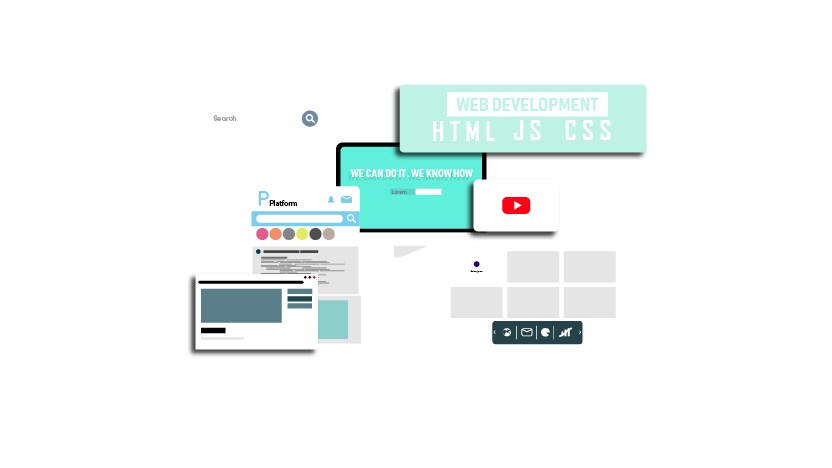 WEB DEVELOPMENT
HTML JS CSS
Search
WE CAN DO IT, WE KNOW HOW
Lorem
P
Platform